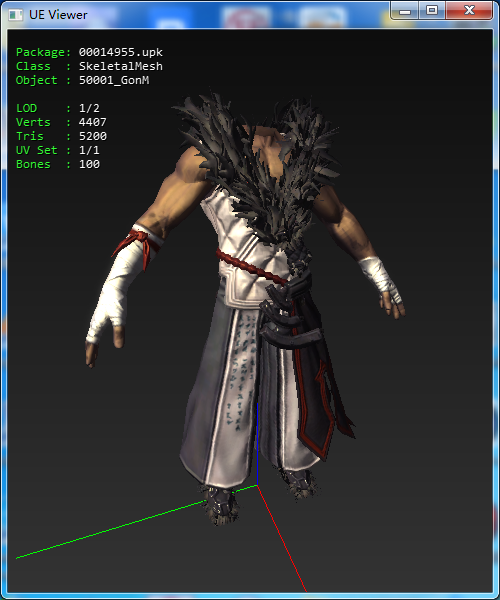 UE Viewer
Package: 00014955.upk
Class : SkeletalMesh
Object : 50001_GonM
LOD : 1/2
Verts : 4407
Tris : 5200
UV Set : 1/1
Bones : 100